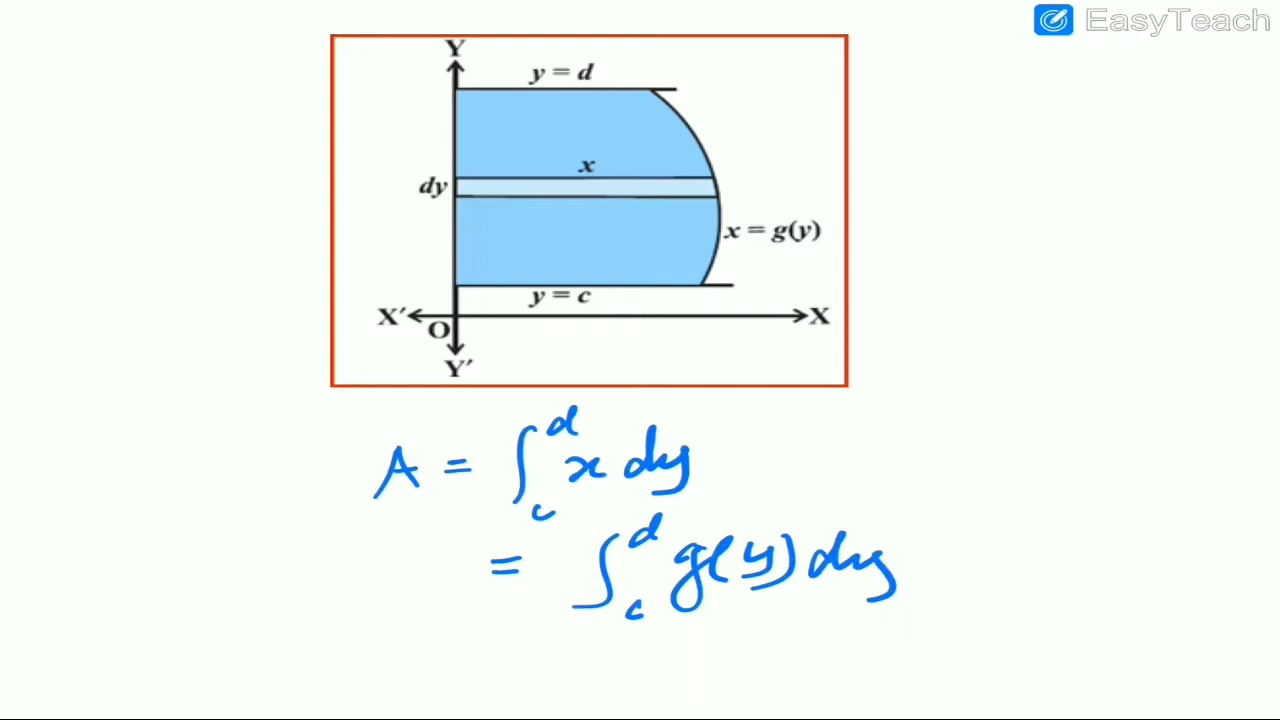 EasyTeach
Y
y = d
x
dy
x = g(y)
y = c
X′
O
X
Y′
A = ∫_c^d x dy
= ∫_c^d g(y) dy